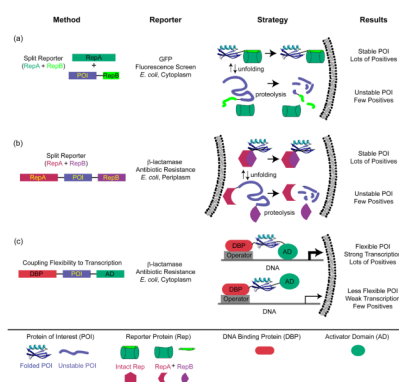 Method Reporter Strategy Results
(a)
Split Reporter
(RepA + RepB)
RepA
+
POI RepB
GFP
Fluorescence Screen
E. coli, Cytoplasm
unfolding
proteolysis
Stable POI
Lots of Positives
Unstable POI
Few Positives
(b)
Split Reporter
(RepA + RepB)
RepA POI RepB
β-lactamase
Antibiotic Resistance
E. coli, Periplasm
unfolding
proteolysis
Stable POI
Lots of Positives
Unstable POI
Few Positives
(c)
Coupling Flexibility to Transcription
DBP POI AD
β-lactamase
Antibiotic Resistance
E. coli, Cytoplasm
DBP AD
Operator
DNA
DBP AD
Operator
DNA
Flexible POI
Strong Transcription
Lots of Positives
Less Flexible POI
Weak Transcription
Few Positives
Protein of Interest (POI) Reporter Protein (Rep) DNA Binding Protein (DBP) Activator Domain (AD)
Folded POI Unstable POI Intact Rep RepA + RepB